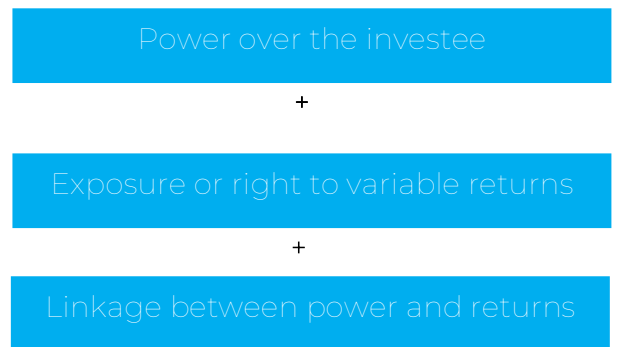 Power over the investee
+
Exposure or right to variable returns
+
Linkage between power and returns